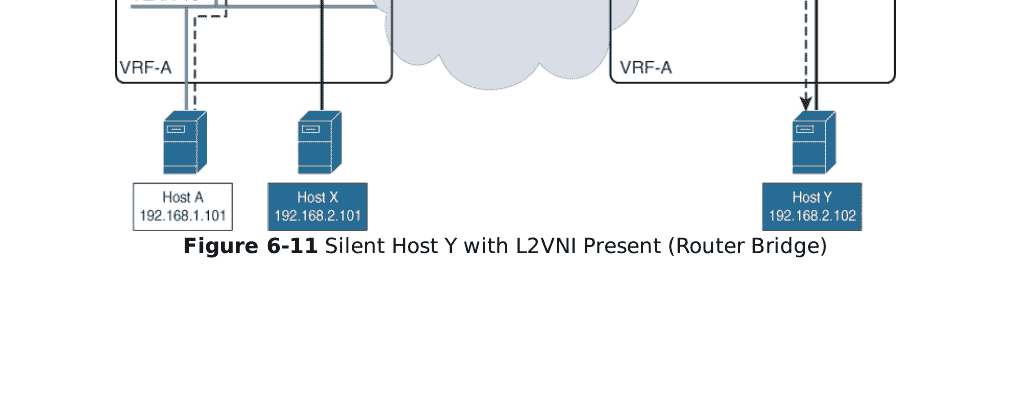 VRF-A
VRF-A
Host A
192.168.1.101
Host X
192.168.2.101
Host Y
192.168.2.102
Figure 6-11 Silent Host Y with L2VNI Present (Router Bridge)